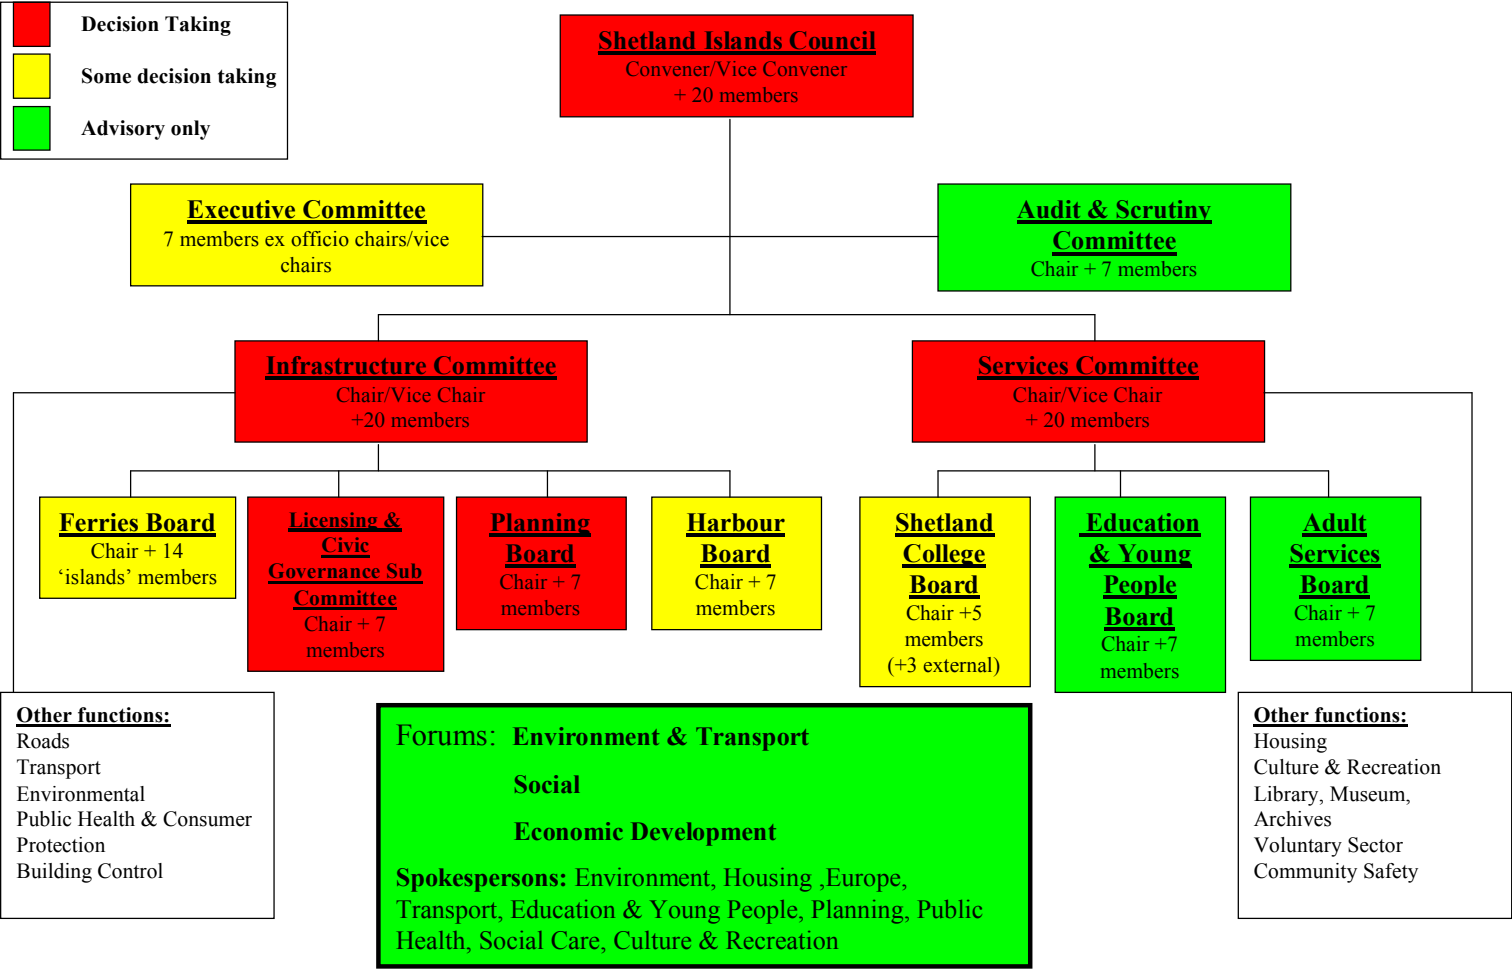 Decision Taking
Some decision taking
Advisory only
Shetland Islands Council
Convener/Vice Convener
+ 20 members
Executive Committee
7 members ex officio chairs/vice
chairs
Audit & Scrutiny
Committee
Chair + 7 members
Infrastructure Committee
Chair/Vice Chair
+20 members
Services Committee
Chair/Vice Chair
+ 20 members
Ferries Board
Chair + 14
‘islands’ members
Licensing &
Civic
Governance Sub
Committee
Chair + 7
members
Planning
Board
Chair + 7
members
Harbour
Board
Chair + 7
members
Shetland
College
Board
Chair +5
members
(+3 external)
Education
& Young
People
Board
Chair +7
members
Adult
Services
Board
Chair + 7
members
Other functions:
Roads
Transport
Environmental
Public Health & Consumer
Protection
Building Control
Forums: Environment & Transport
Social
Economic Development
Spokespersons: Environment, Housing ,Europe,
Transport, Education & Young People, Planning, Public
Health, Social Care, Culture & Recreation
Other functions:
Housing
Culture & Recreation
Library, Museum,
Archives
Voluntary Sector
Community Safety